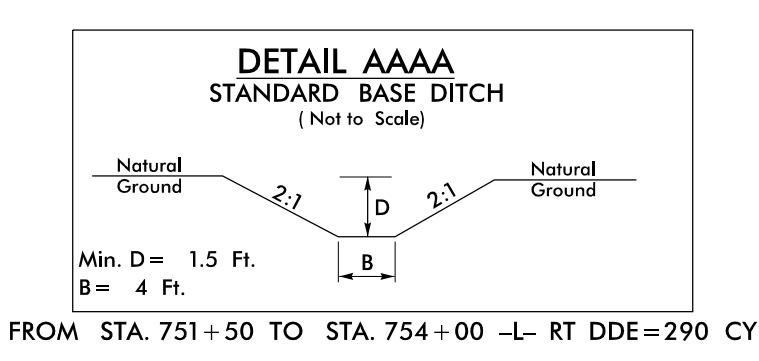 DETAIL AAAA
STANDARD BASE DITCH
( Not to Scale)
Natural
Ground
2:1
D
2:1
Natural
Ground
Min. D= 1.5 Ft.
B= 4 Ft.
B
FROM STA. 751+50 TO STA. 754+00 -L- RT DDE=290 CY